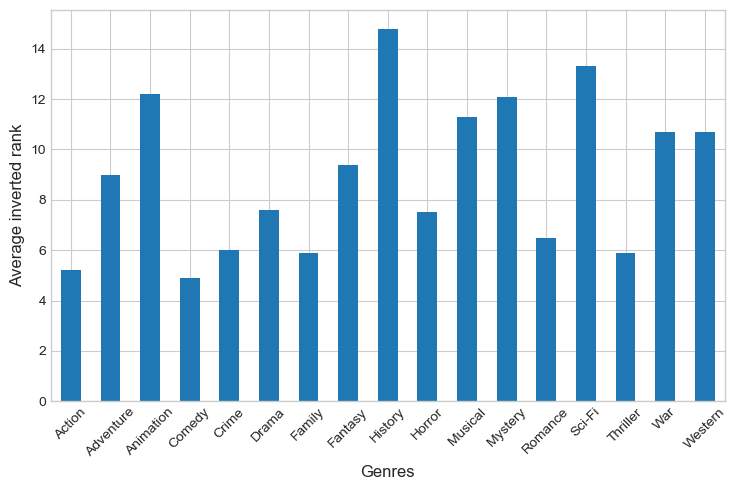 14
12
10
8
6
4
2
0
Average inverted rank
Action
Adventure
Animation
Comedy
Crime
Drama
Family
Fantasy
History
Horror
Musical
Mystery
Romance
Sci-Fi
Thriller
War
Western
Genres